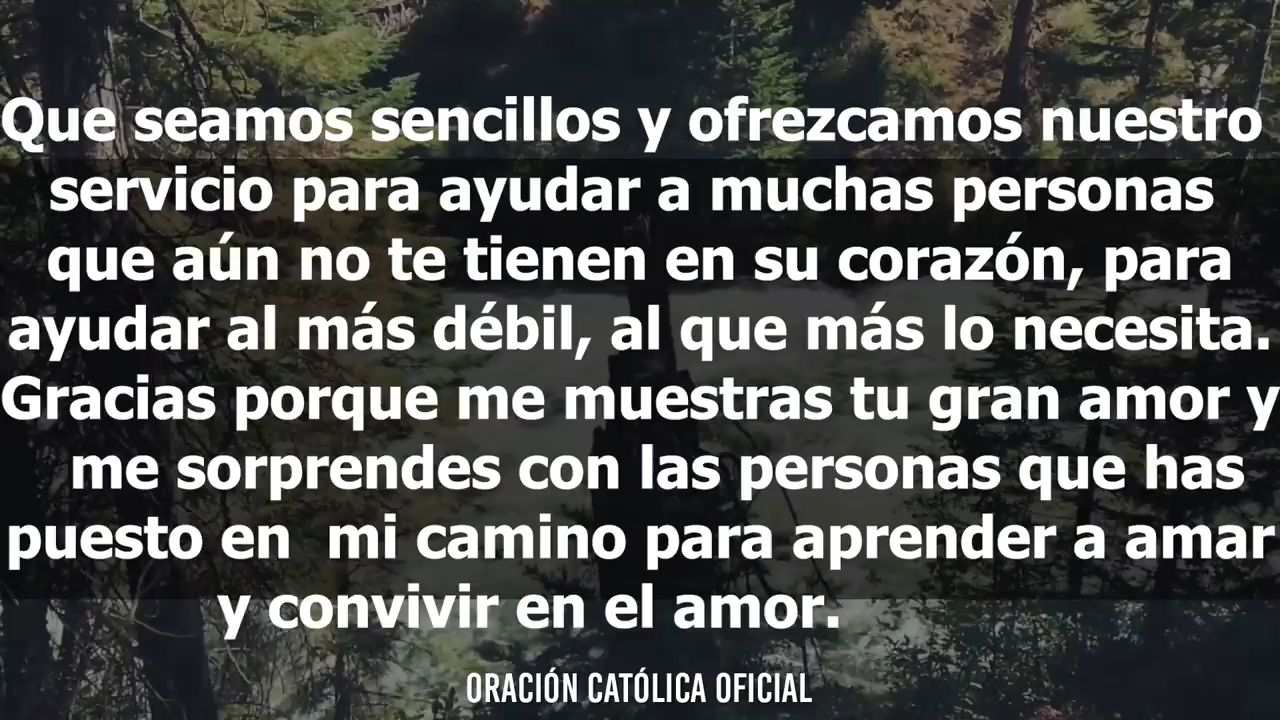 Que seamos sencillos y ofrezcamos nuestro
servicio para ayudar a muchas personas
que aún no te tienen en su corazón, para
ayudar al más débil, al que más lo necesita.
Gracias porque me muestras tu gran amor y
me sorprendes con las personas que has
puesto en mi camino para aprender a amar
y convivir en el amor.
ORACIÓN CATÓLICA OFICIAL